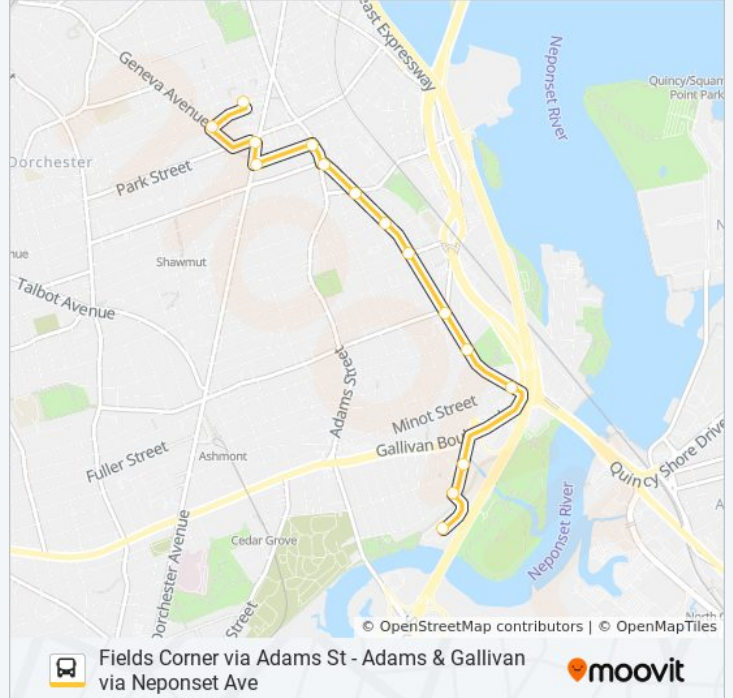 east Expressway
Geneva Avenue
Neponset River
Quincy/Squan
Point Park
Dorchester
Park Street
nue
Shawmut
Talbot Avenue
Adams Street
Minot Street
Gallivan Bou
Fuller Street
Ashmont
Quincy Shore Drive
Neponset River
Cedar Grove
Dorchester Avenue
Street
North Q
© OpenStreetMap contributors | © OpenMapTiles
Fields Corner via Adams St - Adams & Gallivan
via Neponset Ave
moovit